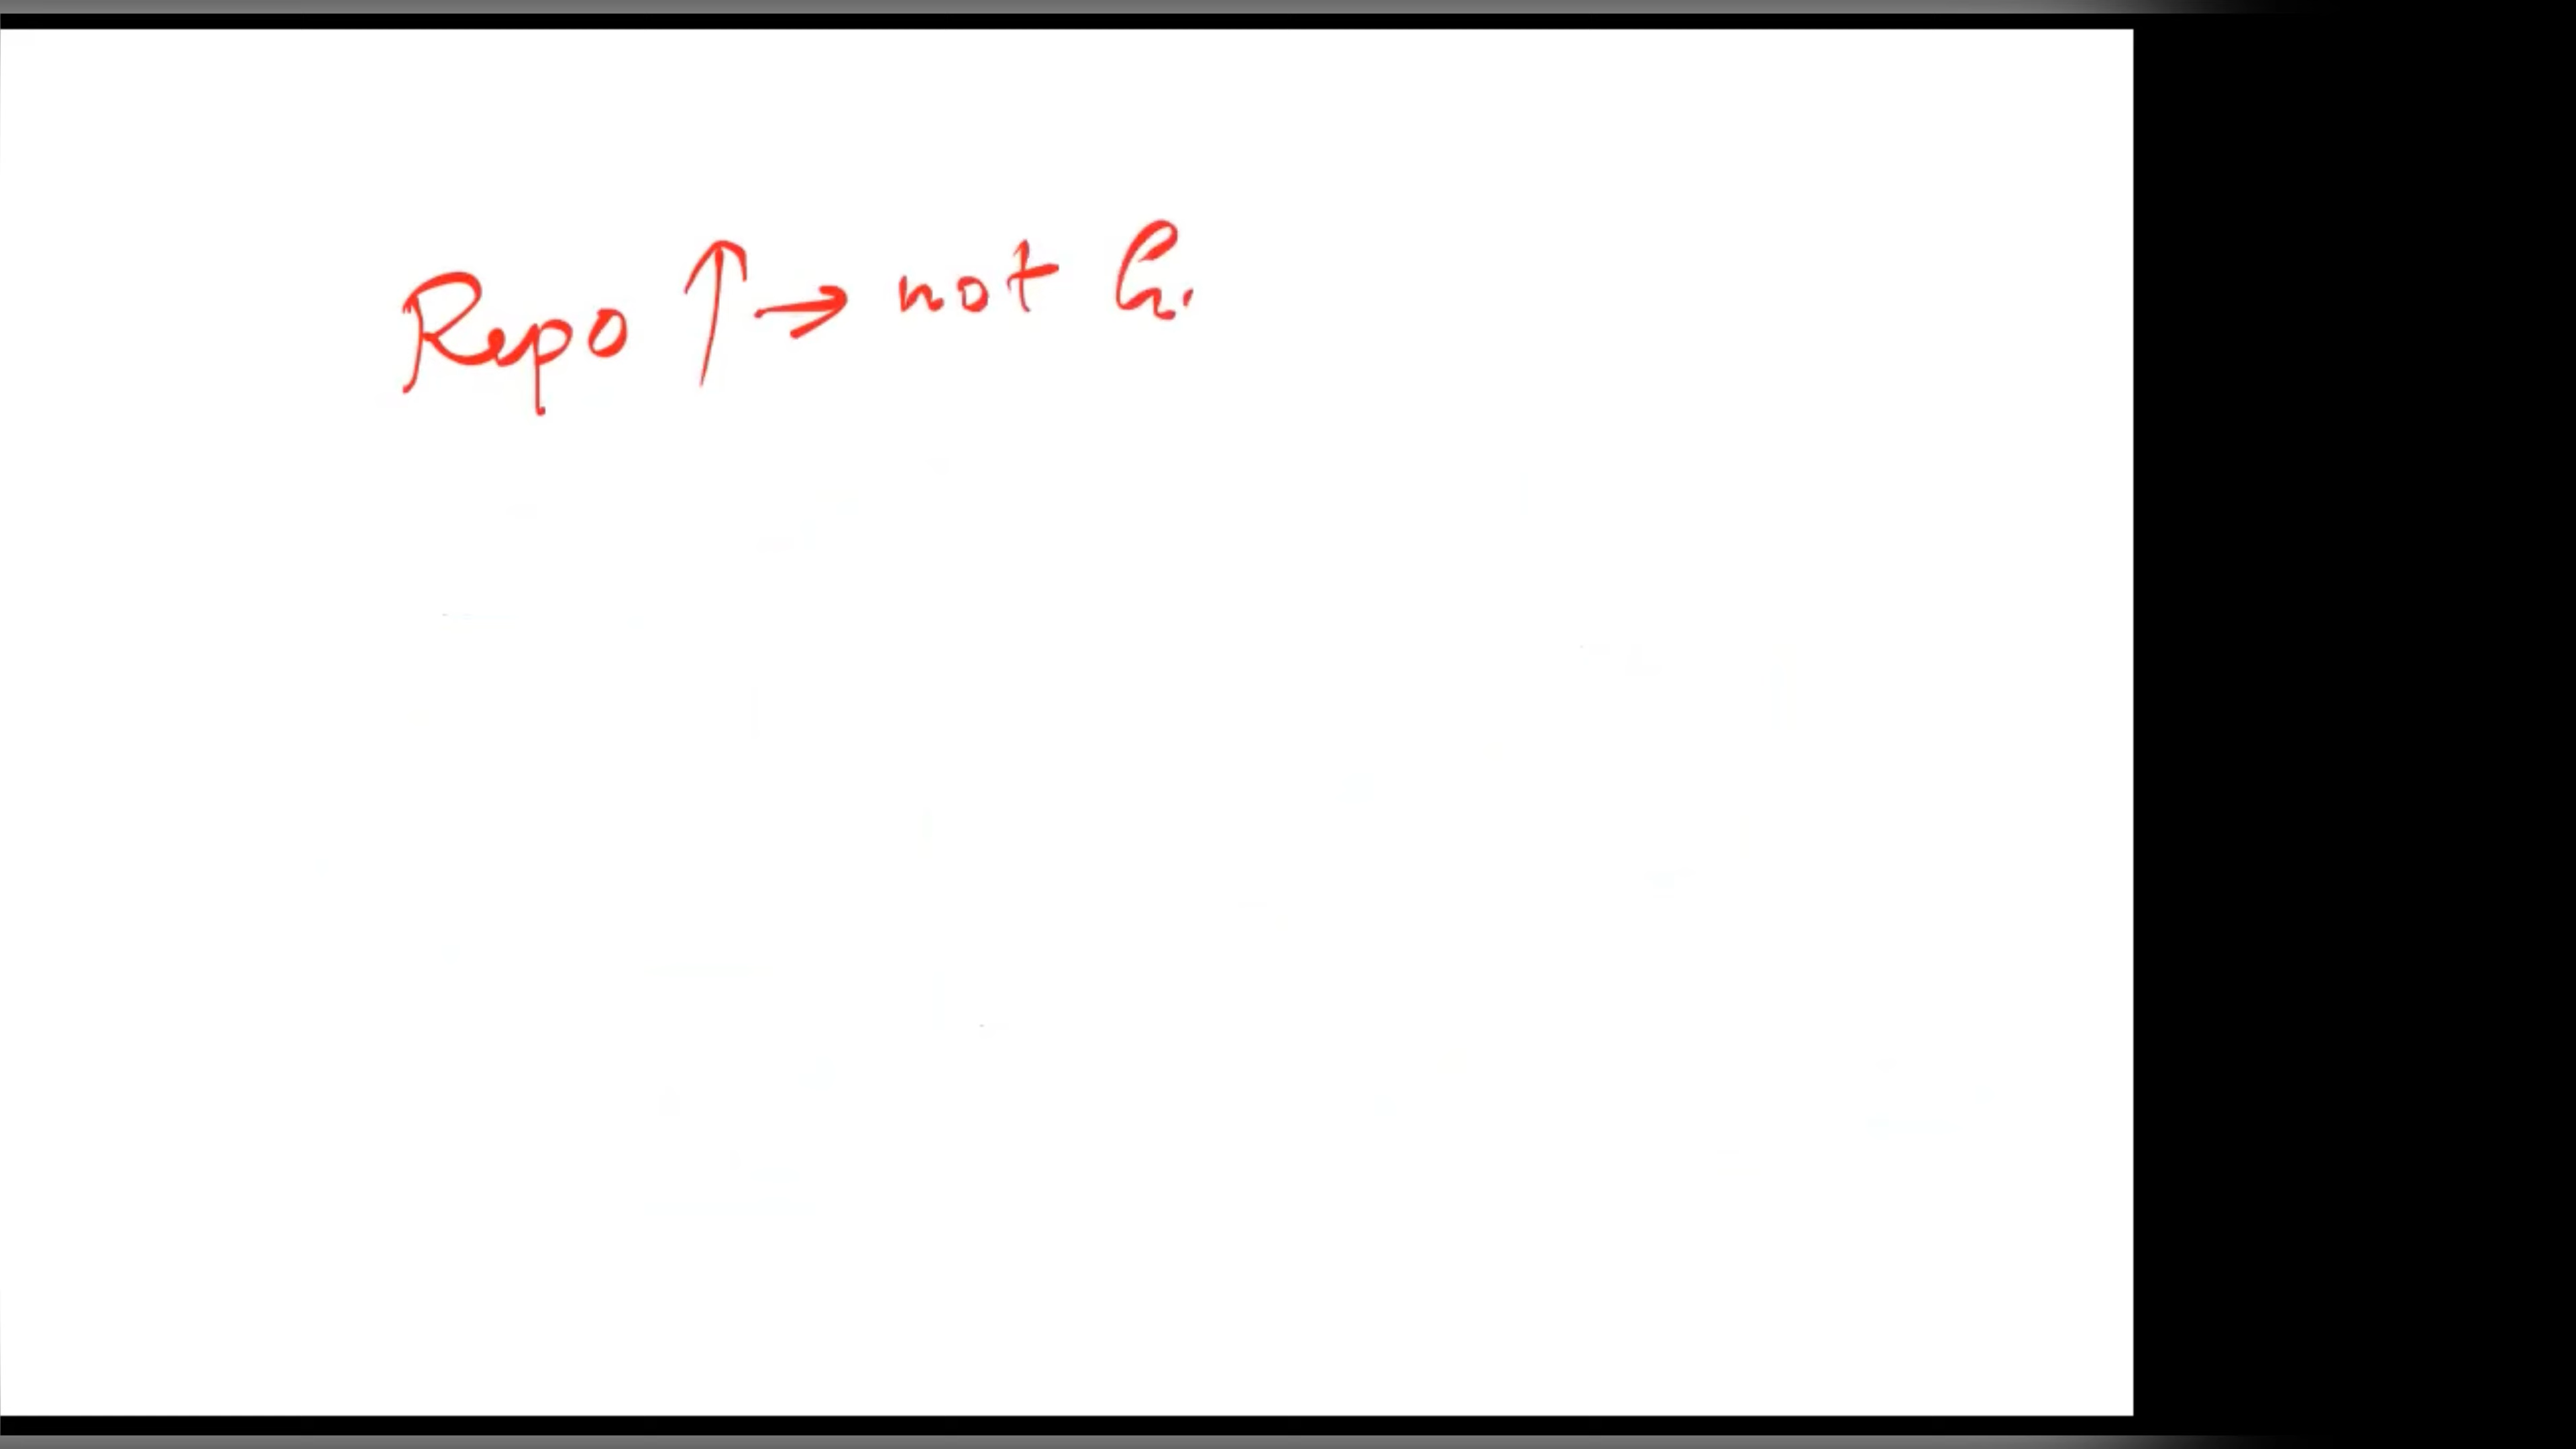 Repo ↑ → not